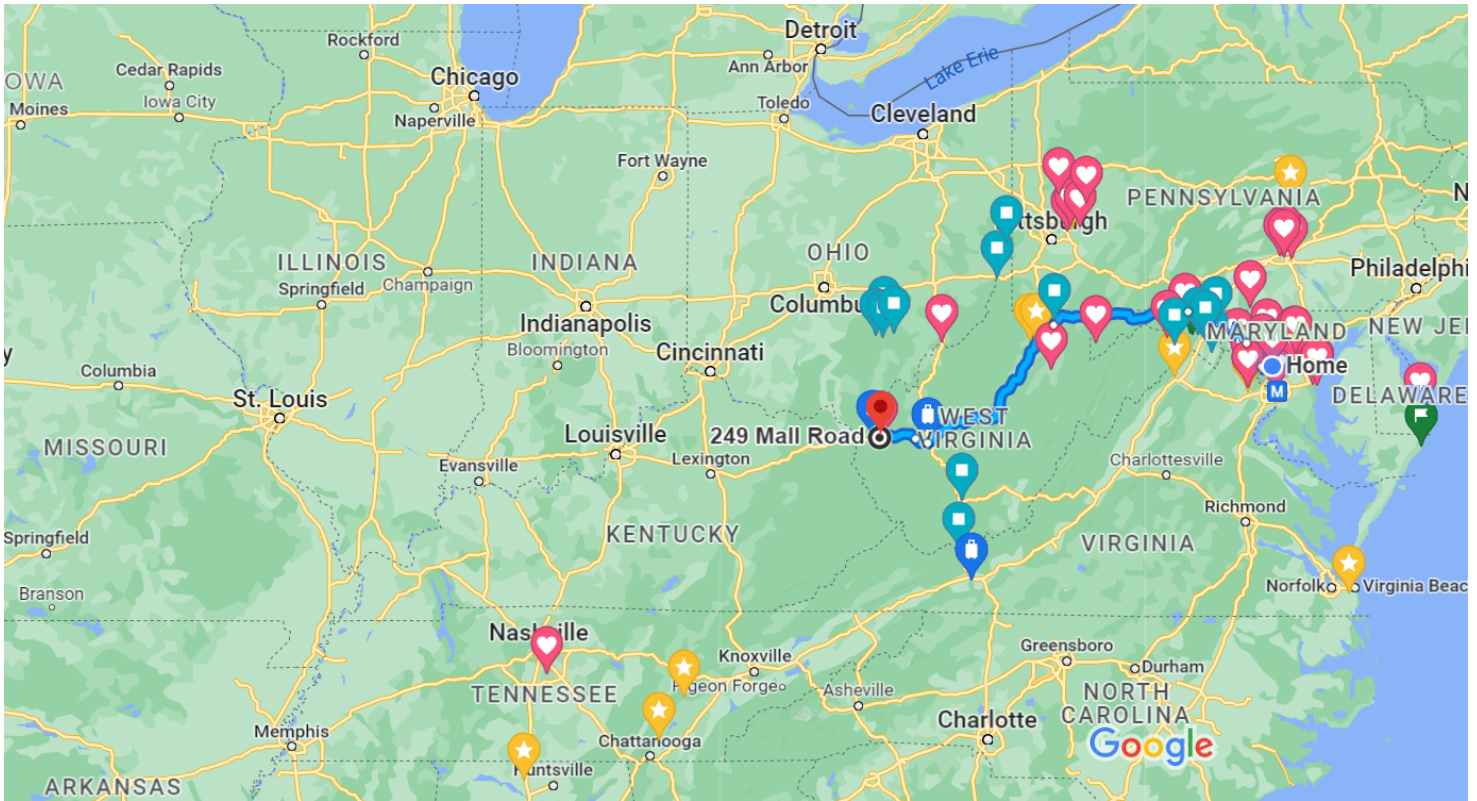 Detroit
Rockford
Ann Arbor
Lake Erie
Cedar Rapids
OWA
Chicago
Iowa City
Toledo
Moines
Naperville
Cleveland
Fort Wayne
PENNSYLVANIA
N
ttsburgh
OHIO
ILLINOIS
INDIANA
Philadelphi
Springfield
Champaign
Columbu
Indianapolis
MARYLAND
NEW JE
Bloomington
Cincinnati
y
Home
Columbia
M
DELAWARE
St. Louis
WEST
VIRGINIA
249 Mall Road
Louisville
MISSOURI
Lexington
Charlottesville
Evansville
Richmond
Springfield
KENTUCKY
VIRGINIA
Branson
Norfolk
Virginia Beac
Nashville
Greensboro
Knoxville
Durham
Pigeon Forge
TENNESSEE
Asheville
NORTH
CAROLINA
Charlotte
Memphis
Chattanooga
Google
Huntsville
ARKANSAS